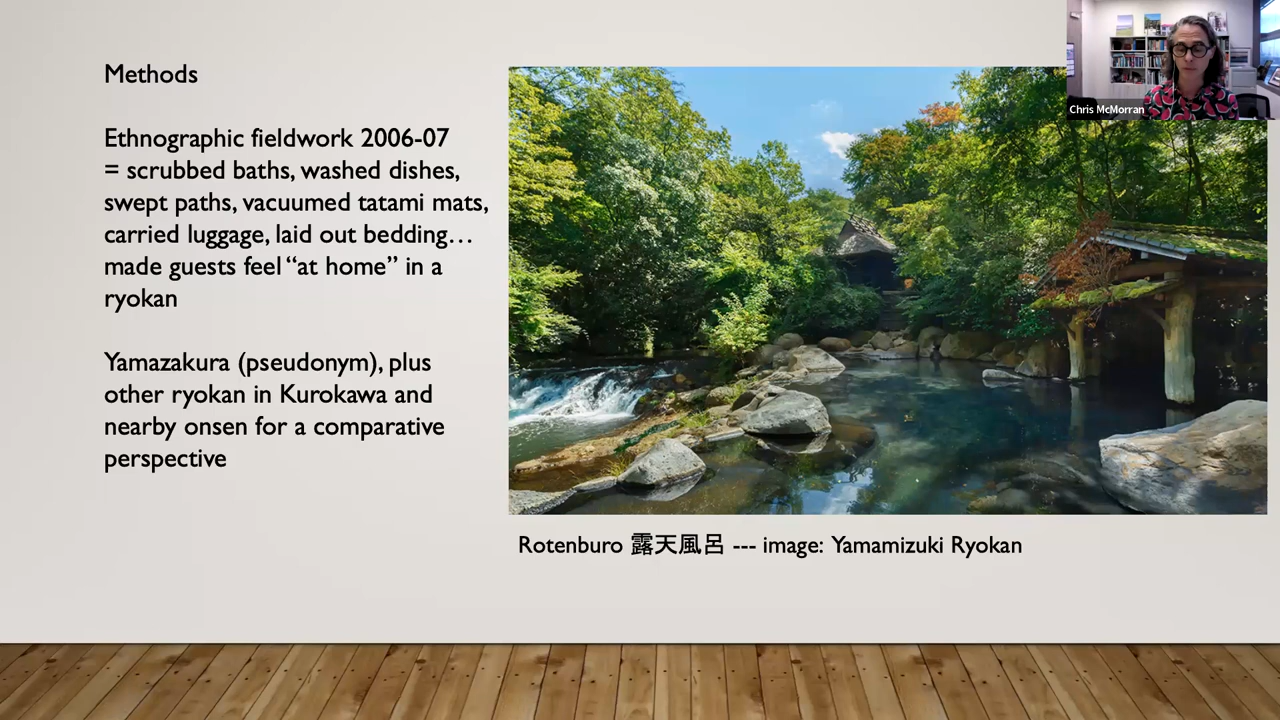 Methods
Ethnographic fieldwork 2006-07
= scrubbed baths, washed dishes,
swept paths, vacuumed tatami mats,
carried luggage, laid out bedding…
made guests feel “at home” in a
ryokan
Yamazakura (pseudonym), plus
other ryokan in Kurokawa and
nearby onsen for a comparative
perspective
Rotenburo 露天風呂 --- image: Yamamizuki Ryokan
Chris McMorran